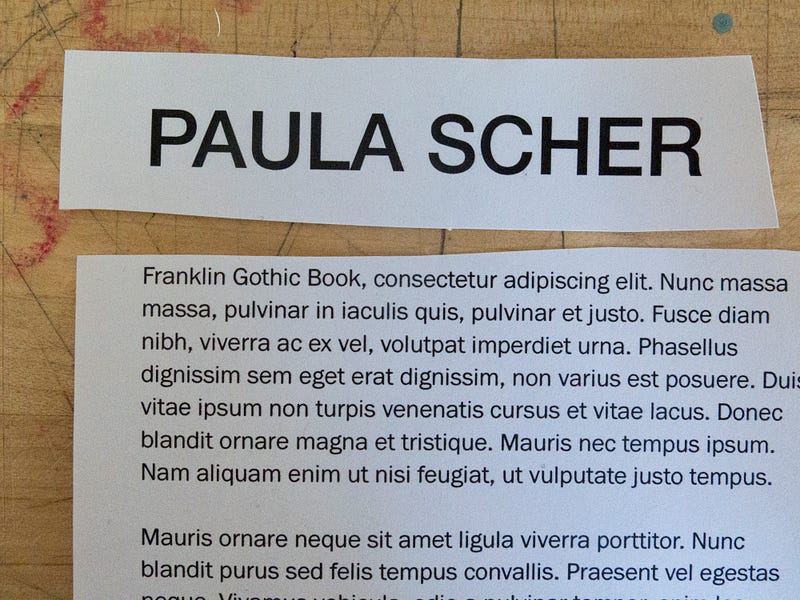 PAULA SCHER
Franklin Gothic Book, consectetur adipiscing elit. Nunc massa
massa, pulvinar in iaculis quis, pulvinar et justo. Fusce diam
nibh, viverra ac ex vel, volutpat imperdiet urna. Phasellus
dignissim sem eget erat dignissim, non varius est posuere. Duis
vitae ipsum non turpis venenatis cursus et vitae lacus. Donec
blandit ornare magna et tristique. Mauris nec tempus ipsum.
Nam aliquam enim ut nisi feugiat, ut vulputate justo tempus.
Mauris ornare neque sit amet ligula viverra porttitor. Nunc
blandit purus sed felis tempus convallis. Praesent vel egestas